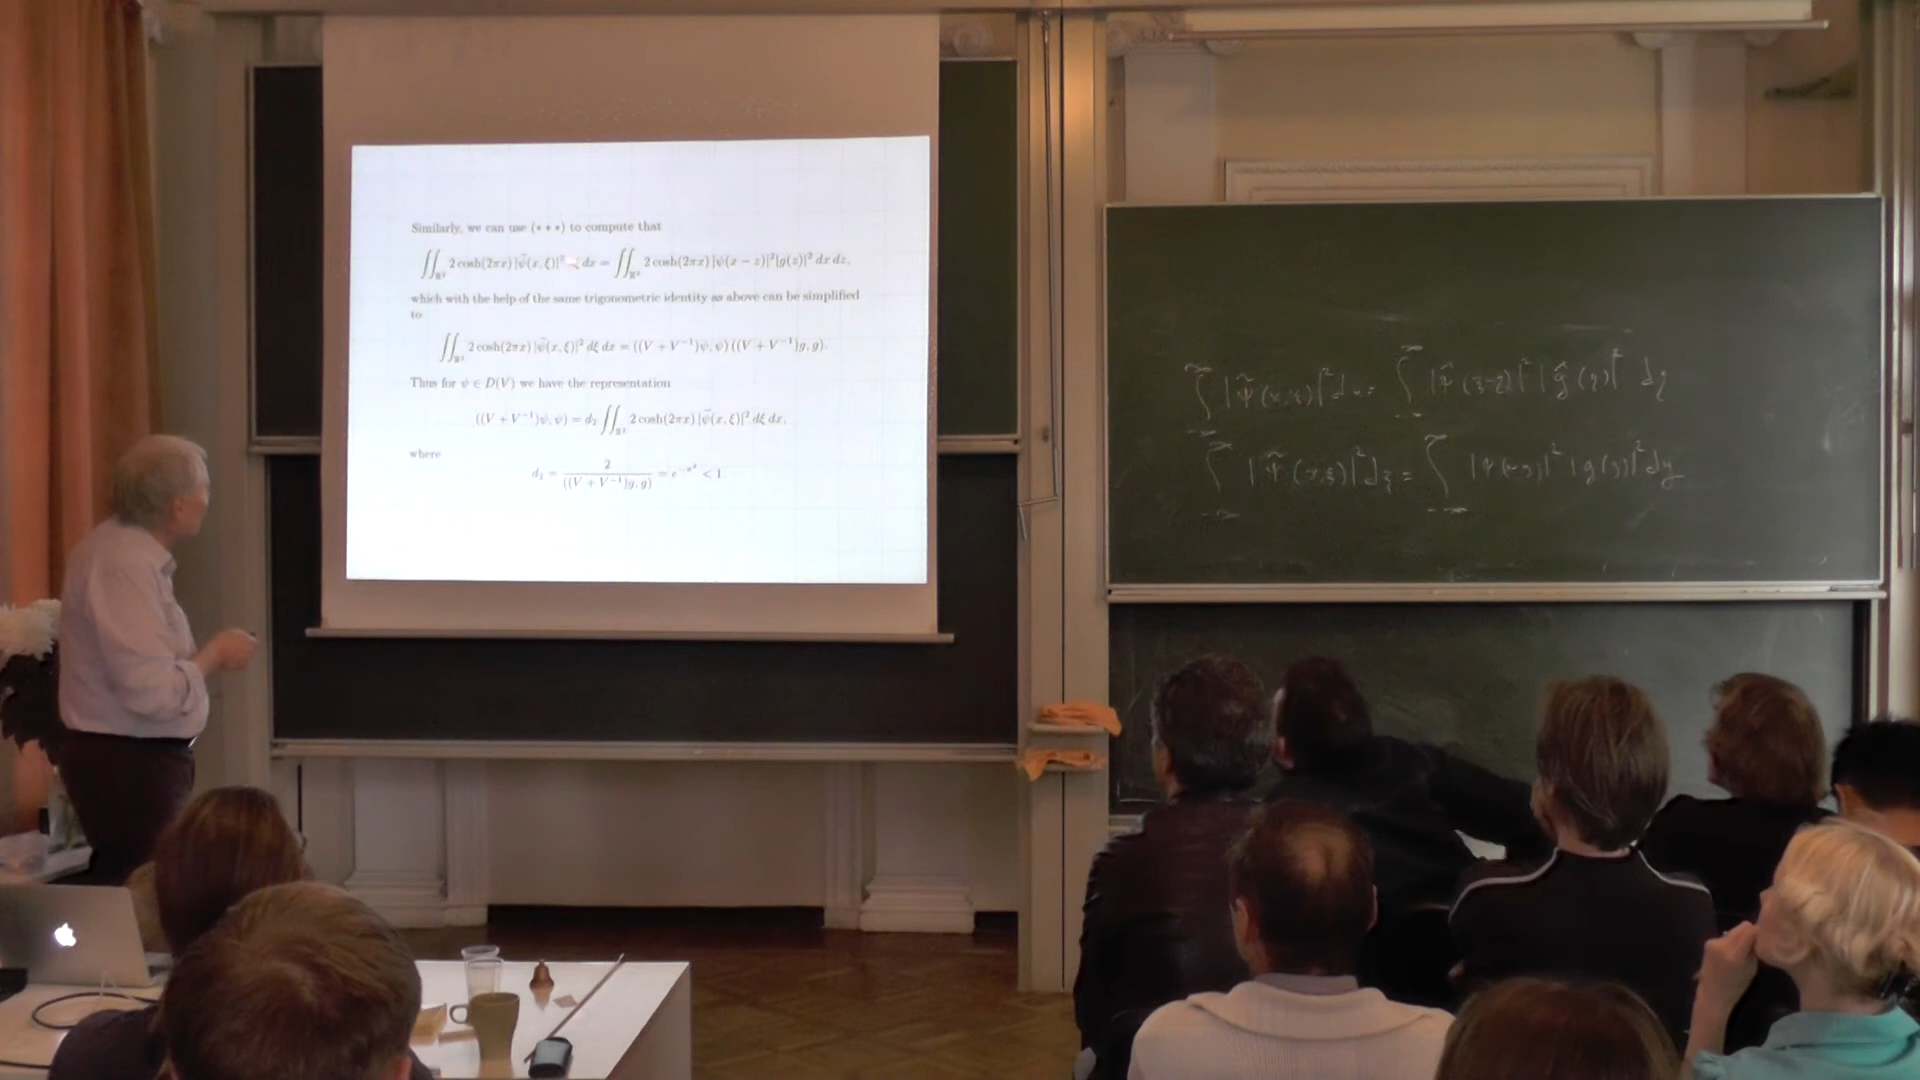 Similarly, we can use (∗∗∗) to compute that
∬_{ℝ²} 2 cosh(2πx) |ψ̃(x, ξ)|² ξ dx = ∬_{ℝ²} 2 cosh(2πx) |ψ(x − z)|² |g(z)|² dx dz,
which with the help of the same trigonometric identity as above can be simplified
to
∬_{ℝ²} 2 cosh(2πx) |ψ̃(x, ξ)|² dξ dx = ((V + V⁻¹)ψ, ψ) ((V + V⁻¹)g, g).
Thus for ψ ∈ D(V) we have the representation
((V + V⁻¹)ψ, ψ) = d₂ ∬_{ℝ²} 2 cosh(2πx) |ψ̃(x, ξ)|² dξ dx,
where
d₂ = 2 / ((V + V⁻¹)g, g) = e^{−π²} < 1.
∫_{-∞}^{∞} |ψ̃(x,ξ)|² dx = ∫_{-∞}^{∞} |ψ̂(ξ-η)|² |ĝ(η)|² dη
∫_{-∞}^{∞} |ψ̃(x,ξ)|² dξ = ∫_{-∞}^{∞} |ψ(x-y)|² |g(y)|² dy